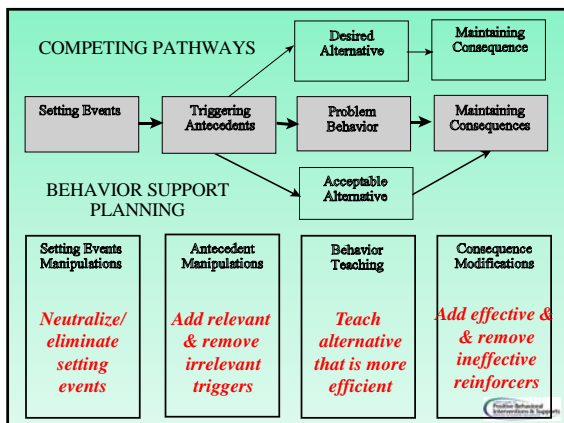 COMPETING PATHWAYS
Desired
Alternative
Maintaining
Consequence
Setting Events
Triggering
Antecedents
Problem
Behavior
Maintaining
Consequences
Acceptable
Alternative
BEHAVIOR SUPPORT
PLANNING
Setting Events
Manipulations
Neutralize/
eliminate
setting
events
Antecedent
Manipulations
Add relevant
& remove
irrelevant
triggers
Behavior
Teaching
Teach
alternative
that is more
efficient
Consequence
Modifications
Add effective &
& remove
ineffective
reinforcers
Positive Behavioral
Interventions & Supports